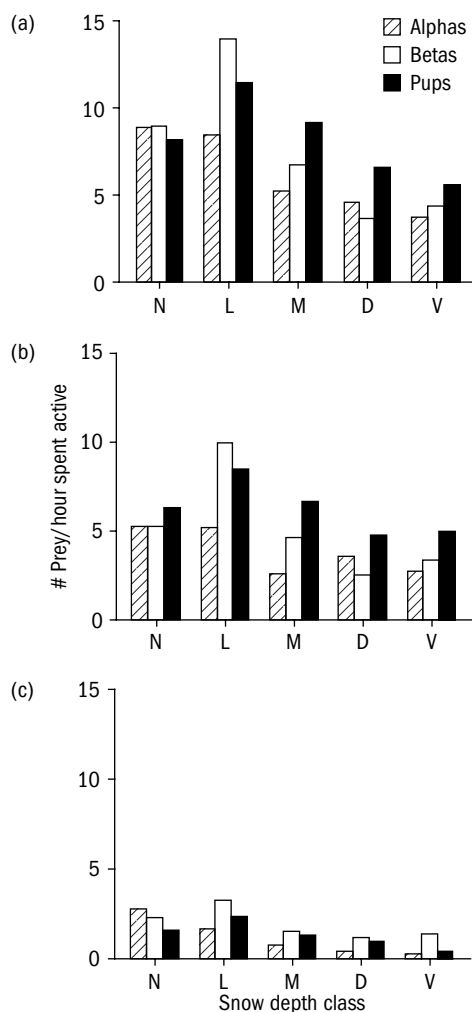 (a)
15
10
5
0
Alphas
Betas
Pups
N L M D V
(b)
15
10
5
0
N L M D V
# Prey/hour spent active
(c)
15
10
5
0
N L M D V
Snow depth class